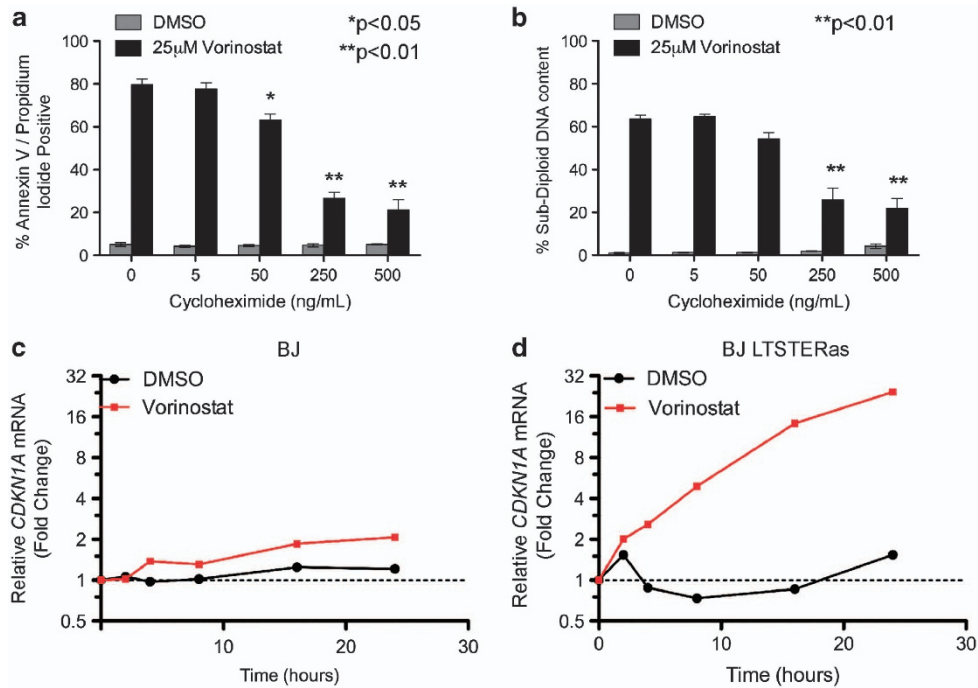 a
DMSO
25μM Vorinostat
*p<0.05
**p<0.01
100
80
60
40
20
0
% Annexin V / Propidium
Iodide Positive
*
**
**
0 5 50 250 500
Cycloheximide (ng/mL)
b
DMSO
25μM Vorinostat
**p<0.01
100
80
60
40
20
0
% Sub-Diploid DNA content
**
**
0 5 50 250 500
Cycloheximide (ng/mL)
c
BJ
DMSO
Vorinostat
32
16
8
4
2
1
0.5
Relative CDKN1A mRNA
(Fold Change)
10 20 30
Time (hours)
d
BJ LTSTERas
DMSO
Vorinostat
32
16
8
4
2
1
0.5
Relative CDKN1A mRNA
(Fold Change)
0 10 20 30
Time (hours)